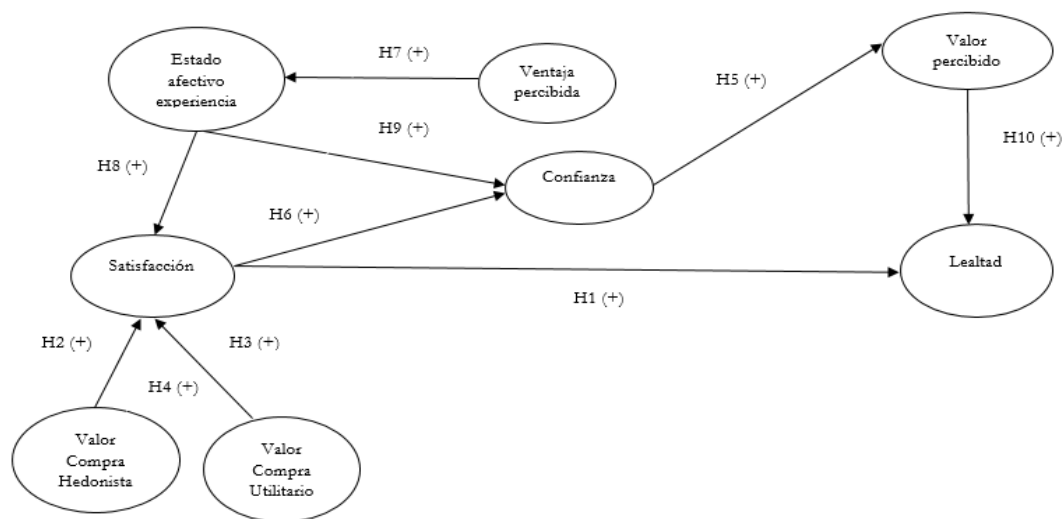 Estado
afectivo
experiencia
H7 (+)
Ventaja
percibida
Valor
percibido
H5 (+)
H9 (+)
H10 (+)
H8 (+)
Confianza
H6 (+)
Satisfacción
Lealtad
H1 (+)
H2 (+)
H3 (+)
H4 (+)
Valor
Compra
Hedonista
Valor
Compra
Utilitario